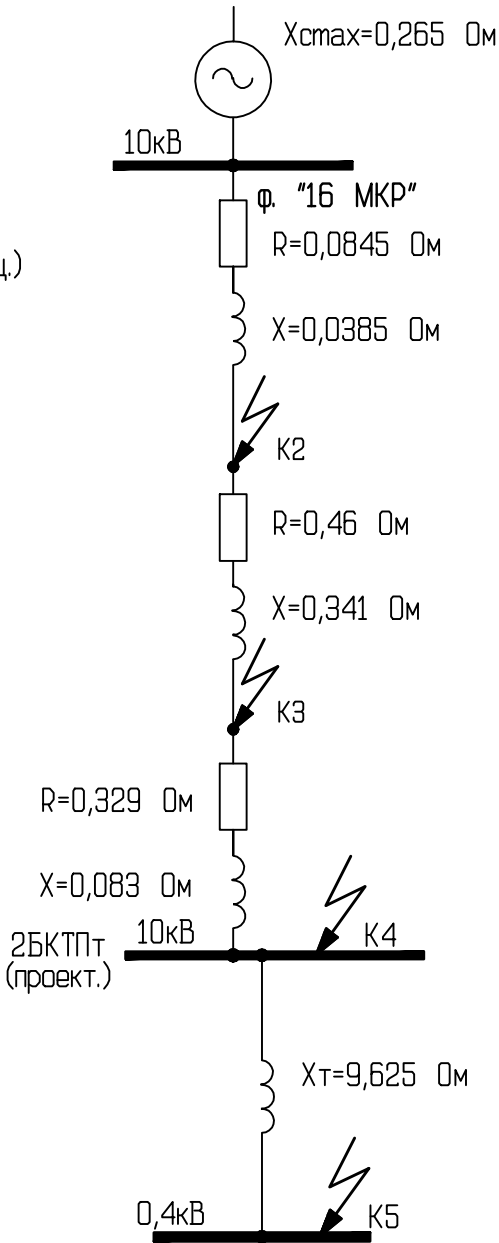 Xcmax=0,265 Ом
10кВ
ф. "16 МКР"
R=0,0845 Ом
ц.)
X=0,0385 Ом
К2
R=0,46 Ом
X=0,341 Ом
К3
R=0,329 Ом
X=0,083 Ом
10кВ
К4
2БКТПт
(проект.)
Xт=9,625 Ом
0,4кВ
К5